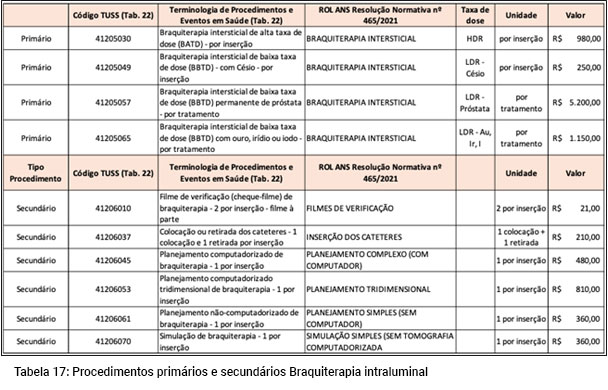 Código TUSS (Tab. 22) Terminologia de Procedimentos e Eventos em Saúde (Tab. 22) ROL ANS Resolução Normativa nº 465/2021 Taxa de dose Unidade Valor
Primário 41205030 Braquiterapia intersticial de alta taxa de dose (BATD) - por inserção BRAQUITERAPIA INTERSTICIAL HDR por inserção R$ 980,00
Primário 41205049 Braquiterapia intersticial de baixa taxa de dose (BBTD) - com Césio - por inserção BRAQUITERAPIA INTERSTICIAL LDR - Césio por inserção R$ 250,00
Primário 41205057 Braquiterapia intersticial de baixa taxa de dose (BBTD) permanente de próstata - por tratamento BRAQUITERAPIA INTERSTICIAL LDR - Próstata por tratamento R$ 5.200,00
Primário 41205065 Braquiterapia intersticial de baixa taxa de dose (BBTD) com ouro, irídio ou iodo - por tratamento BRAQUITERAPIA INTERSTICIAL LDR - Au, Ir, I por tratamento R$ 1.150,00
Tipo Procedimento Código TUSS (Tab. 22) Terminologia de Procedimentos e Eventos em Saúde (Tab. 22) ROL ANS Resolução Normativa nº 465/2021 Unidade Valor
Secundário 41206010 Filme de verificação (cheque-filme) de braquiterapia - 2 por inserção - filme à parte FILMES DE VERIFICAÇÃO 2 por inserção R$ 21,00
Secundário 41206037 Colocação ou retirada dos cateteres - 1 colocação e 1 retirada por inserção INSERÇÃO DOS CATETERES 1 colocação + 1 retirada R$ 210,00
Secundário 41206045 Planejamento computadorizado de braquiterapia - 1 por inserção PLANEJAMENTO COMPLEXO (COM COMPUTADOR) 1 por inserção R$ 480,00
Secundário 41206053 Planejamento computadorizado tridimensional de braquiterapia - 1 por inserção PLANEJAMENTO TRIDIMENSIONAL 1 por inserção R$ 810,00
Secundário 41206061 Planejamento não-computadorizado de braquiterapia - 1 por inserção PLANEJAMENTO SIMPLES (SEM COMPUTADOR) 1 por inserção R$ 360,00
Secundário 41206070 Simulação de braquiterapia - 1 por inserção SIMULAÇÃO SIMPLES (SEM TOMOGRAFIA COMPUTADORIZADA 1 por inserção R$ 360,00
Tabela 17: Procedimentos primários e secundários Braquiterapia intraluminal